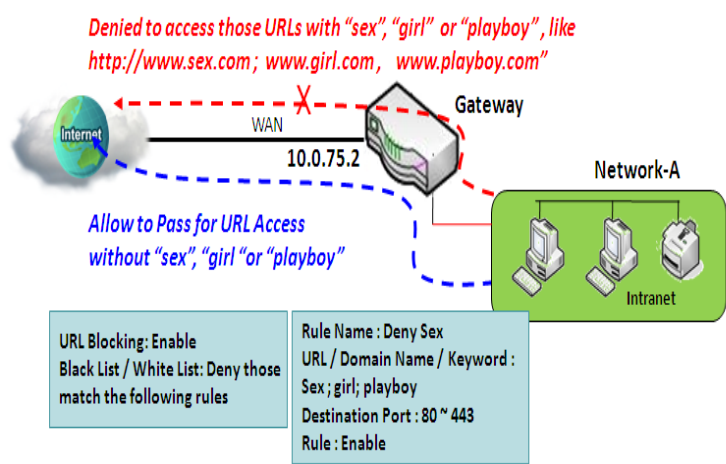 Denied to access those URLs with “sex”, “girl” or “playboy” , like
http://www.sex.com ; www.girl.com , www.playboy.com”
Gateway
Internet
WAN
10.0.75.2
Network-A
Allow to Pass for URL Access
without “sex”, “girl “or “playboy”
Intranet
URL Blocking: Enable
Black List / White List: Deny those
match the following rules
Rule Name : Deny Sex
URL / Domain Name / Keyword :
Sex ; girl; playboy
Destination Port : 80 ~ 443
Rule : Enable